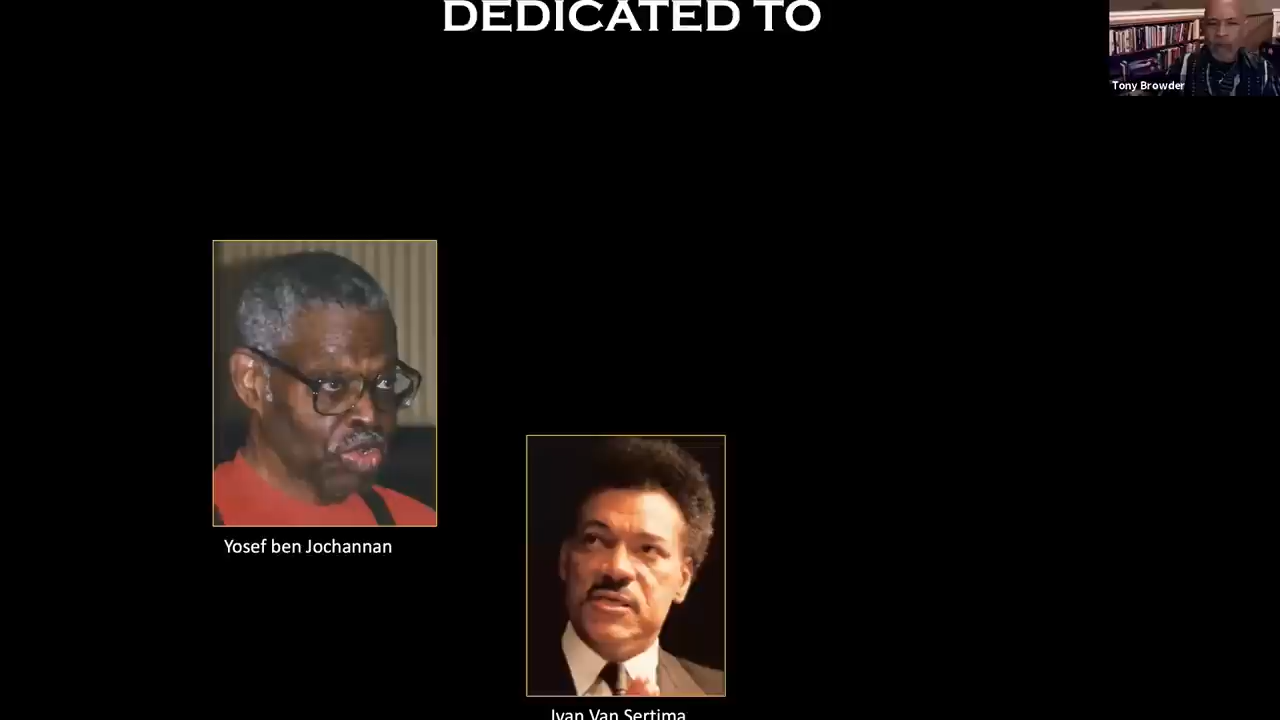 DEDICATED TO
Tony Browder
Yosef ben Jochannan
Ivan Van Sertima